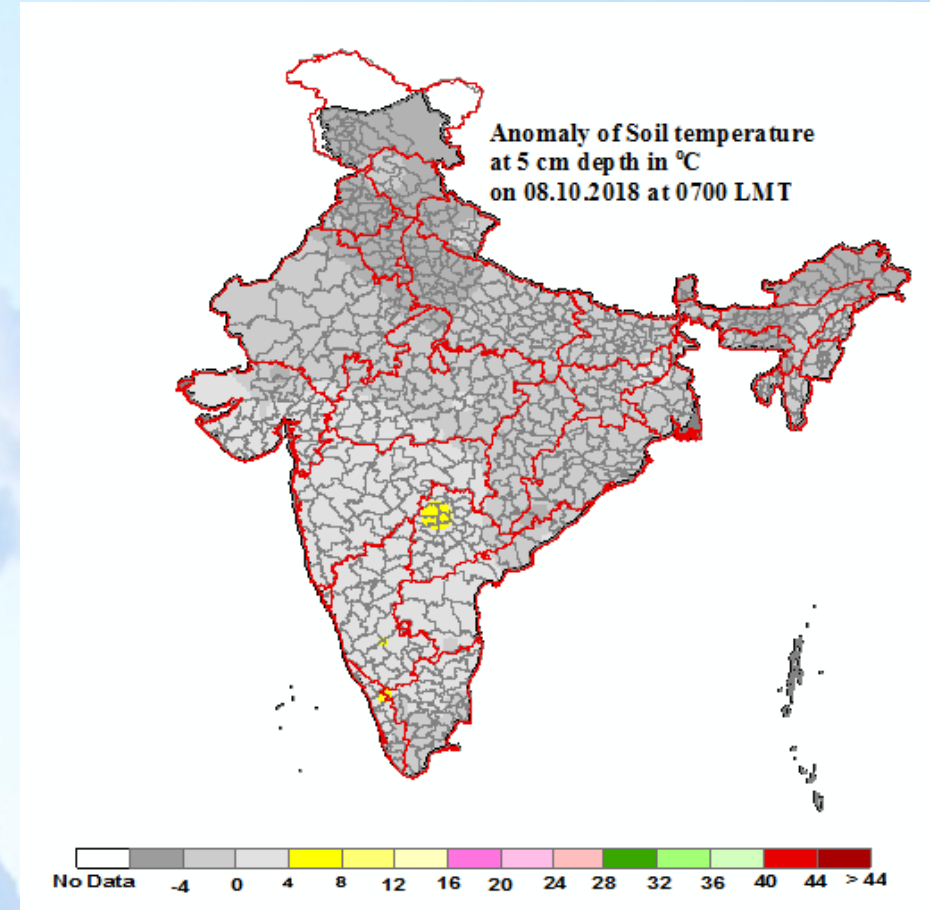 Anomaly of Soil temperature
at 5 cm depth in ⁰C
on 08.10.2018 at 0700 LMT
No Data -4 0 4 8 12 16 20 24 28 32 36 40 44 > 44